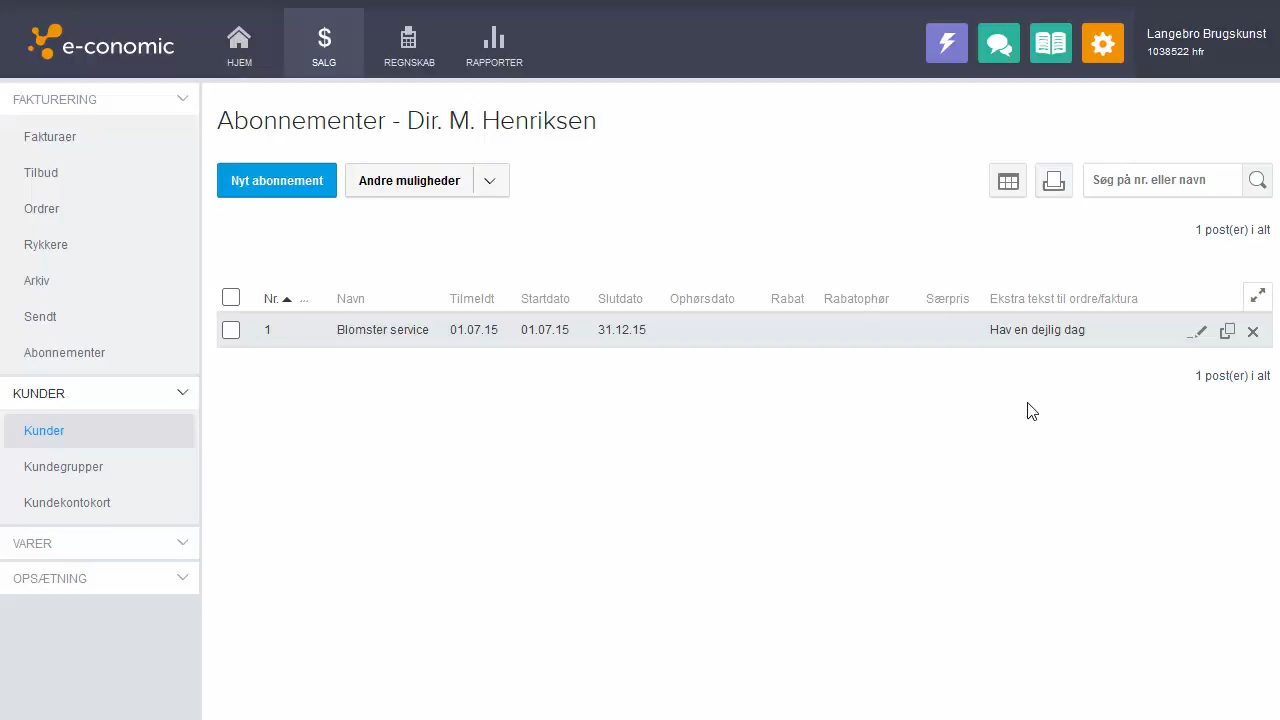 e-conomic
HJEM
SALG
REGNSKAB
RAPPORTER
Langebro Brugskunst
1038522 hfr
FAKTURERING
Fakturaer
Tilbud
Ordrer
Rykkere
Arkiv
Sendt
Abonnementer
KUNDER
Kunder
Kundegrupper
Kundekontokort
VARER
OPSÆTNING
Abonnementer - Dir. M. Henriksen
Nyt abonnement
Andre muligheder
Søg på nr. eller navn
1 post(er) i alt
Nr. ... Navn Tilmeldt Startdato Slutdato Ophørsdato Rabat Rabatophør Særpris Ekstra tekst til ordre/faktura
1 Blomster service 01.07.15 01.07.15 31.12.15 Hav en dejlig dag
1 post(er) i alt